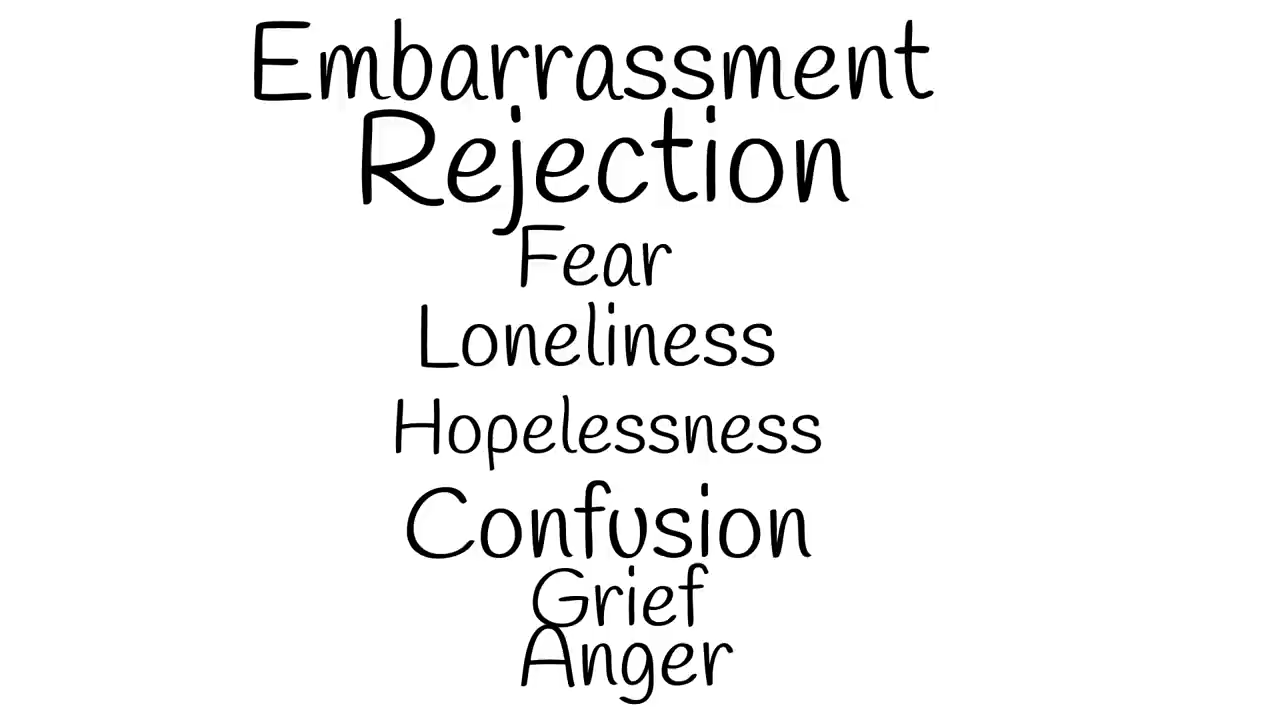 Embarrassment
Rejection
Fear
Loneliness
Hopelessness
Confusion
Grief
Anger